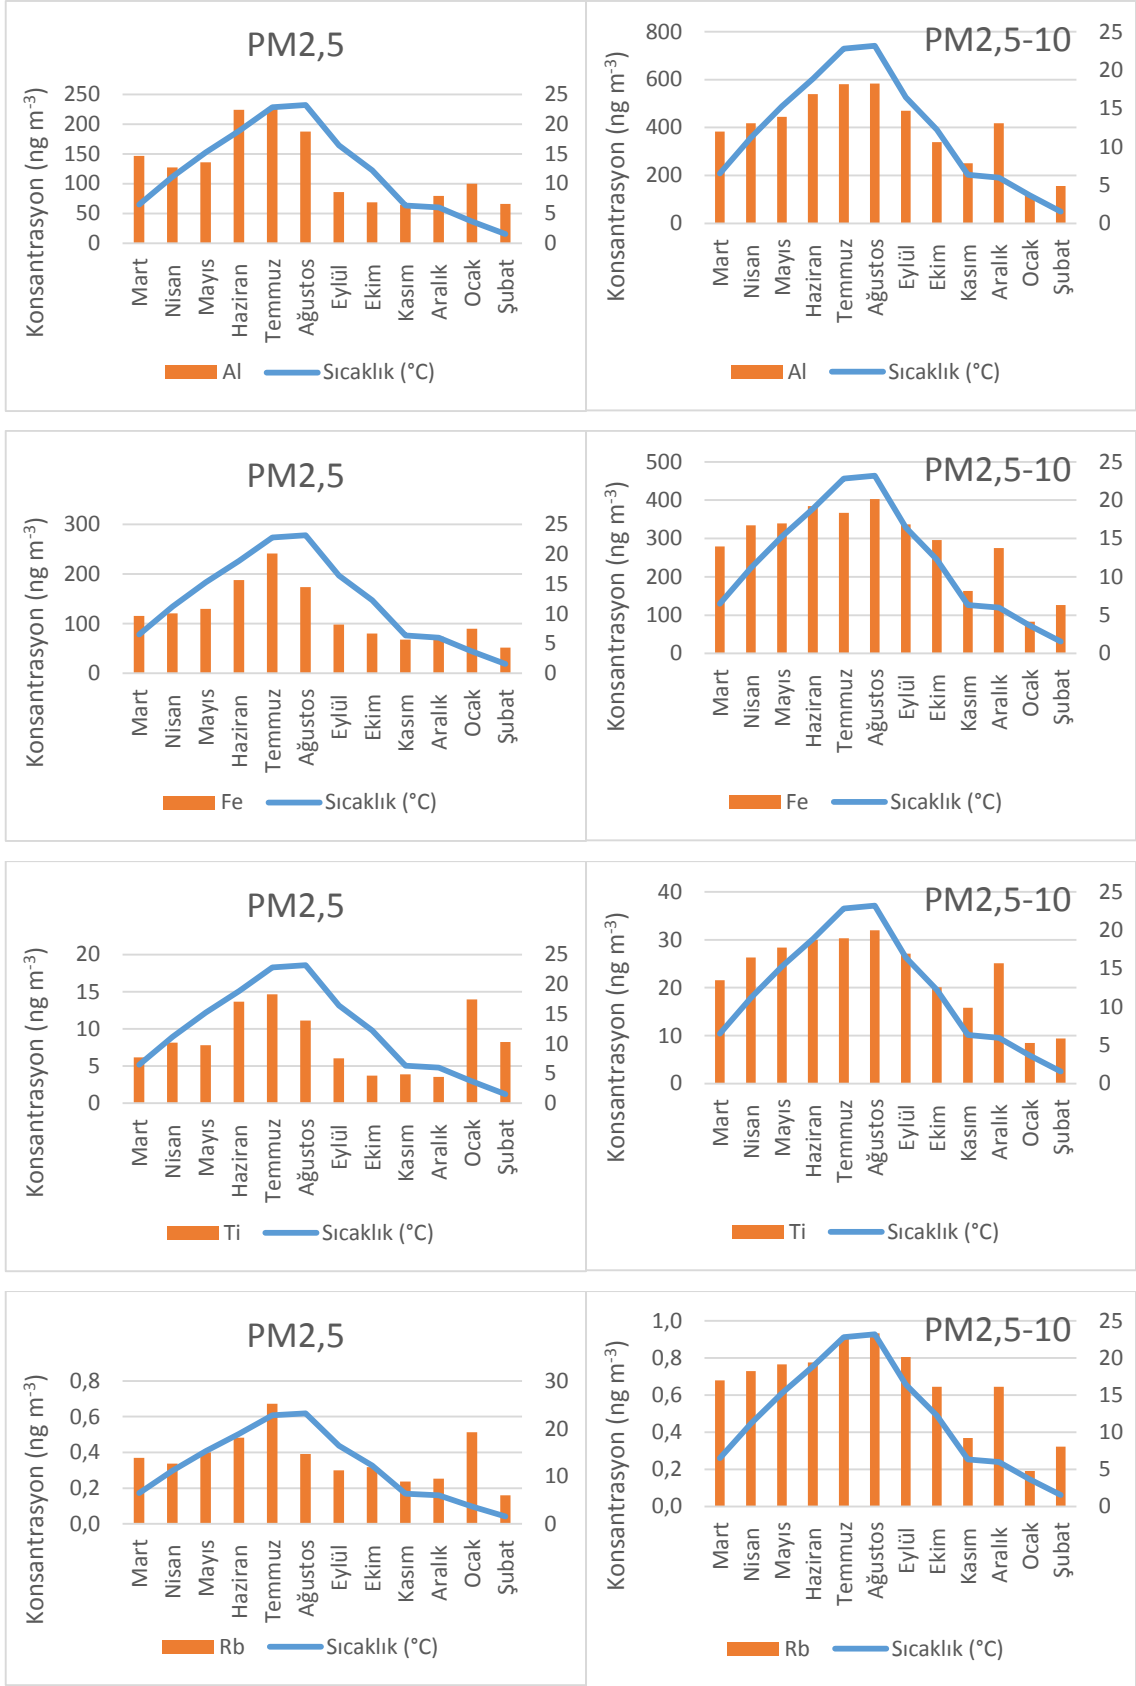 PM2,5
Konsantrasyon (ng m⁻³)
250
200
150
100
50
0
25
20
15
10
5
0
Mart
Nisan
Mayıs
Haziran
Temmuz
Ağustos
Eylül
Ekim
Kasım
Aralık
Ocak
Şubat
Al
Sıcaklık (°C)
PM2,5-10
Konsantrasyon (ng m⁻³)
800
600
400
200
0
25
20
15
10
5
0
Mart
Nisan
Mayıs
Haziran
Temmuz
Ağustos
Eylül
Ekim
Kasım
Aralık
Ocak
Şubat
Al
Sıcaklık (°C)
PM2,5
Konsantrasyon (ng m⁻³)
300
200
100
0
25
20
15
10
5
0
Mart
Nisan
Mayıs
Haziran
Temmuz
Ağustos
Eylül
Ekim
Kasım
Aralık
Ocak
Şubat
Fe
Sıcaklık (°C)
PM2,5-10
Konsantrasyon (ng m⁻³)
500
400
300
200
100
0
25
20
15
10
5
0
Mart
Nisan
Mayıs
Haziran
Temmuz
Ağustos
Eylül
Ekim
Kasım
Aralık
Ocak
Şubat
Fe
Sıcaklık (°C)
PM2,5
Konsantrasyon (ng m⁻³)
20
15
10
5
0
25
20
15
10
5
0
Mart
Nisan
Mayıs
Haziran
Temmuz
Ağustos
Eylül
Ekim
Kasım
Aralık
Ocak
Şubat
Ti
Sıcaklık (°C)
PM2,5-10
Konsantrasyon (ng m⁻³)
40
30
20
10
0
25
20
15
10
5
0
Mart
Nisan
Mayıs
Haziran
Temmuz
Ağustos
Eylül
Ekim
Kasım
Aralık
Ocak
Şubat
Ti
Sıcaklık (°C)
PM2,5
Konsantrasyon (ng m⁻³)
0,8
0,6
0,4
0,2
0,0
30
20
10
0
Mart
Nisan
Mayıs
Haziran
Temmuz
Ağustos
Eylül
Ekim
Kasım
Aralık
Ocak
Şubat
Rb
Sıcaklık (°C)
PM2,5-10
Konsantrasyon (ng m⁻³)
1,0
0,8
0,6
0,4
0,2
0,0
25
20
15
10
5
0
Mart
Nisan
Mayıs
Haziran
Temmuz
Ağustos
Eylül
Ekim
Kasım
Aralık
Ocak
Şubat
Rb
Sıcaklık (°C)